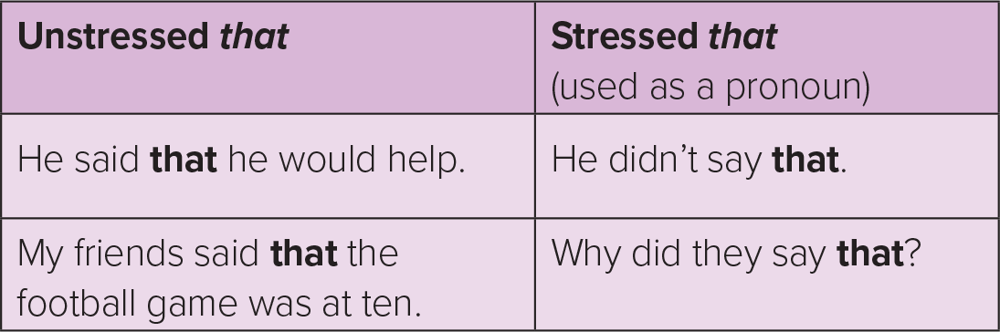 Unstressed that
Stressed that
(used as a pronoun)
He said that he would help.
He didn’t say that.
My friends said that the
football game was at ten.
Why did they say that?